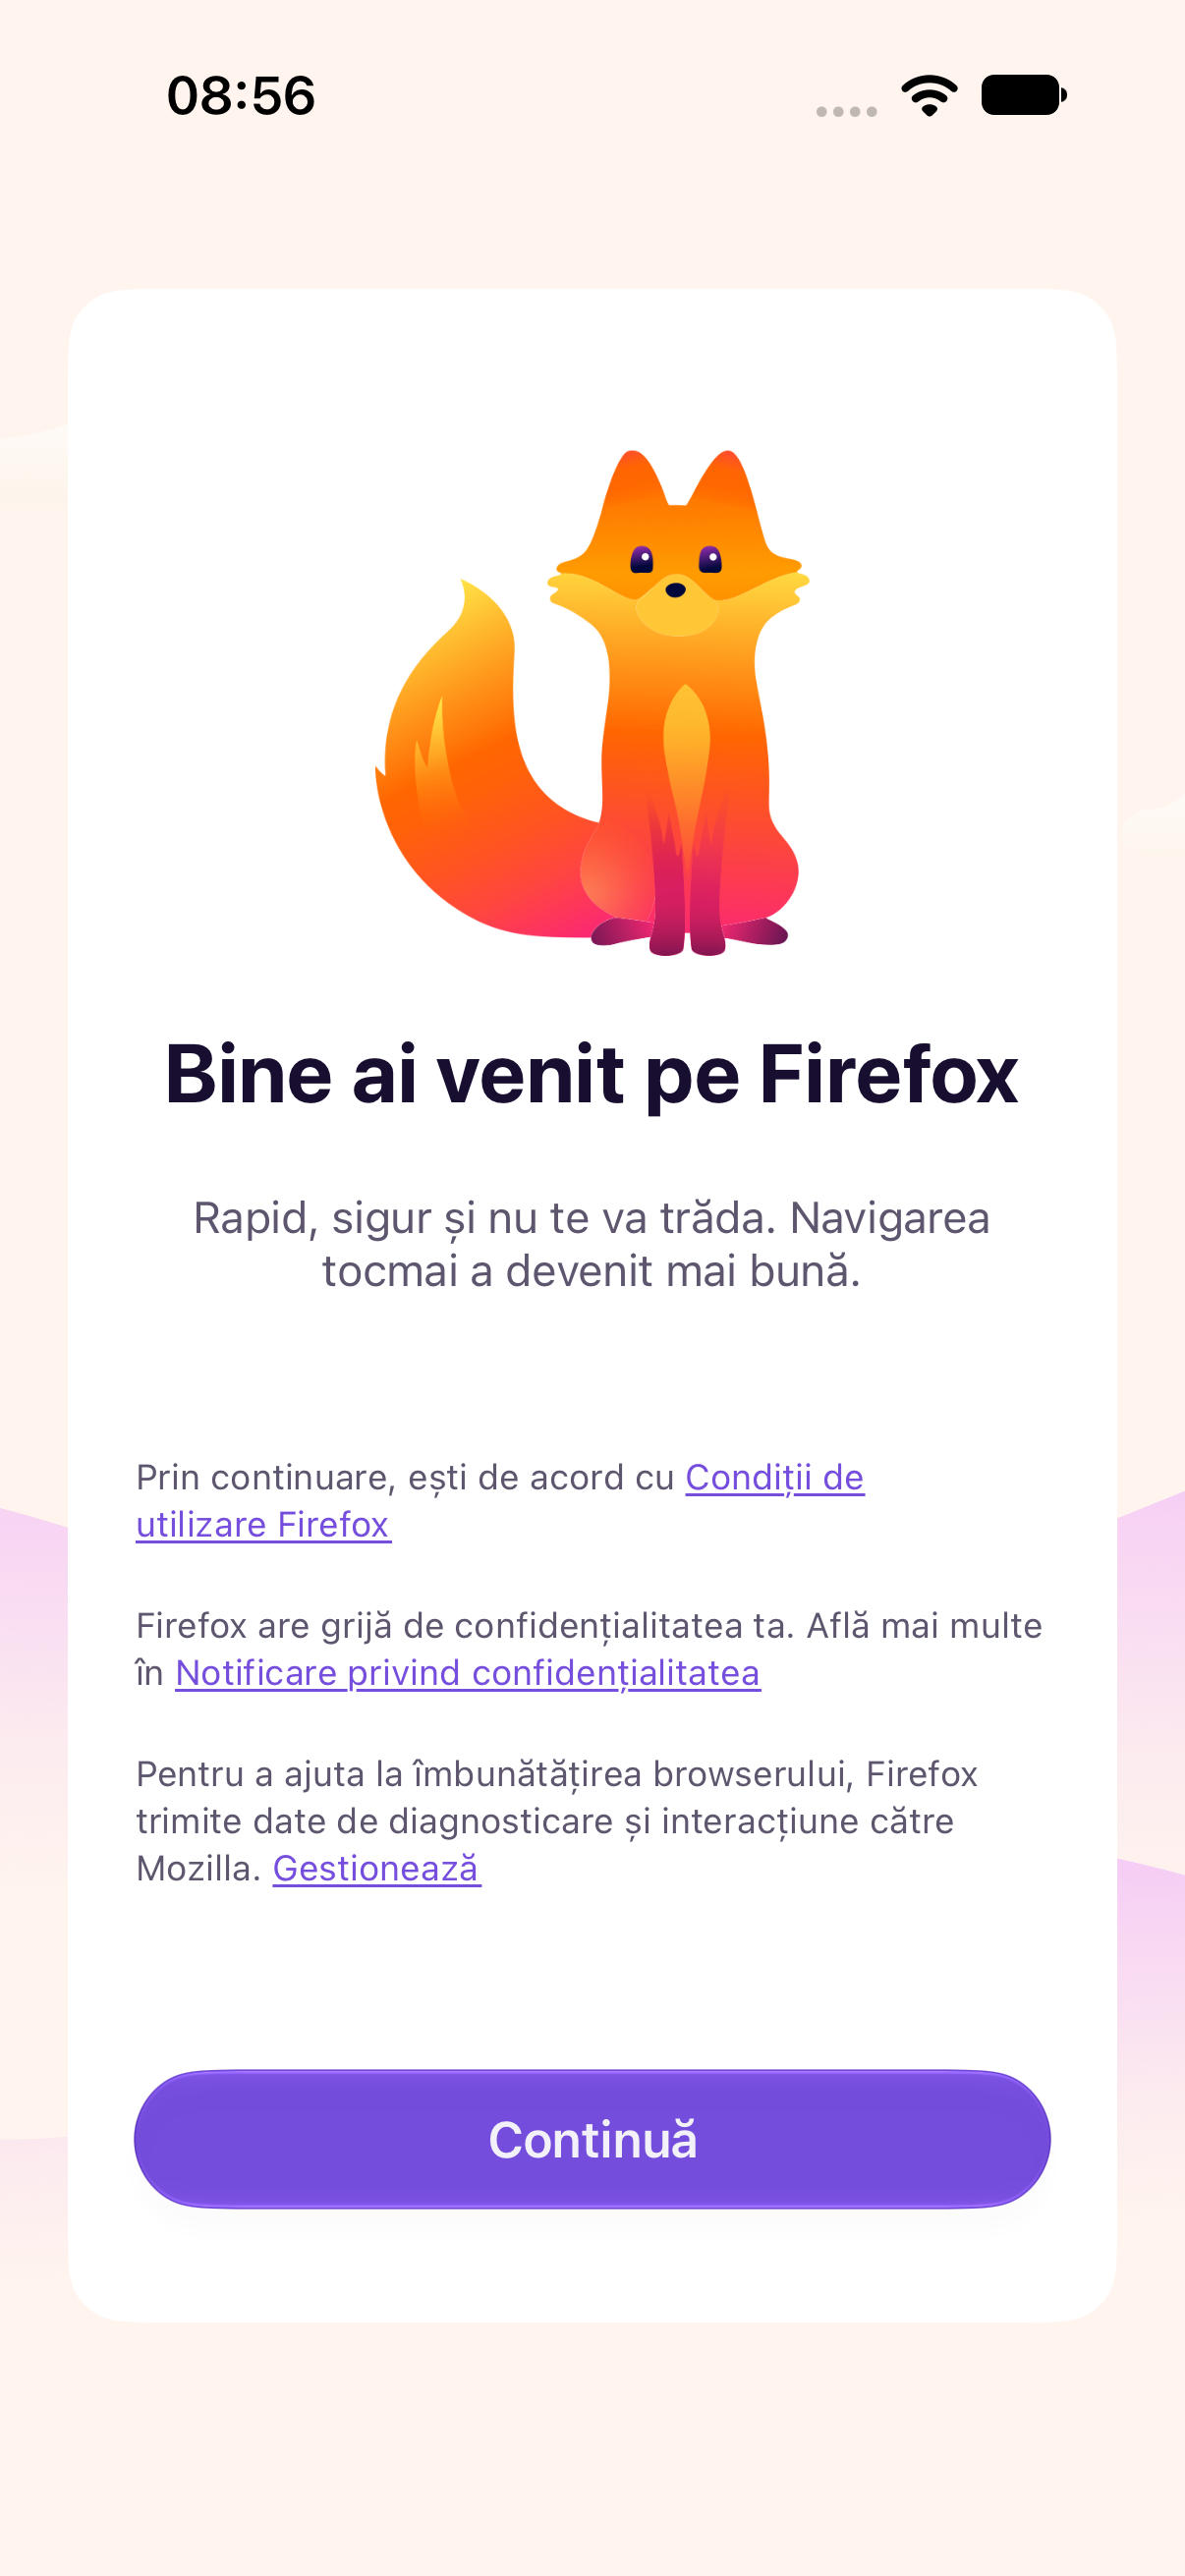 08:56
Bine ai venit pe Firefox
Rapid, sigur și nu te va trăda. Navigarea
tocmai a devenit mai bună.
Prin continuare, ești de acord cu Condiții de
utilizare Firefox
Firefox are grijă de confidențialitatea ta. Află mai multe
în Notificare privind confidențialitatea
Pentru a ajuta la îmbunătățirea browserului, Firefox
trimite date de diagnosticare și interacțiune către
Mozilla. Gestionează
Continuă